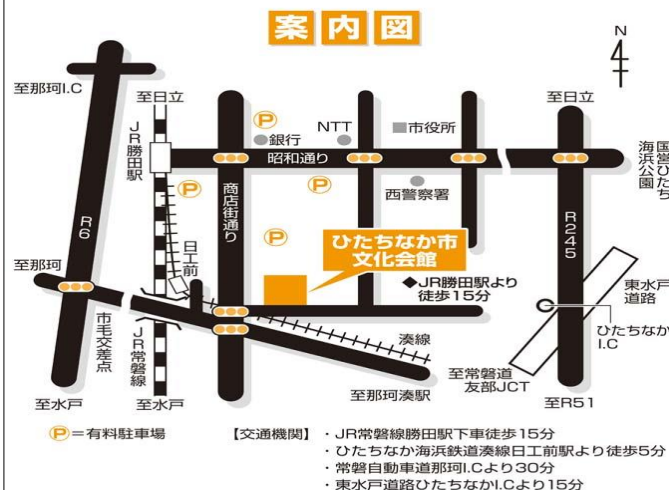 案内図
N
至那珂I.C
至日立
至日立
JR勝田駅
P
銀行
NTT
市役所
昭和通り
国営ひたち
海浜公園
P
P
西警察署
R6
商店街通り
P
R245
日工前
ひたちなか市
文化会館
至那珂
◆JR勝田駅より
徒歩15分
東水戸
道路
ひたちなか
I.C
市毛交差点
JR常磐線
湊線
至常磐道
友部JCT
至水戸
至水戸
至那珂湊駅
至R51
P=有料駐車場
【交通機関】・JR常磐線勝田駅下車徒歩15分
・ひたちなか海浜鉄道湊線日工前駅より徒歩5分
・常磐自動車道那珂I.Cより30分
・東水戸道路ひたちなかI.Cより15分